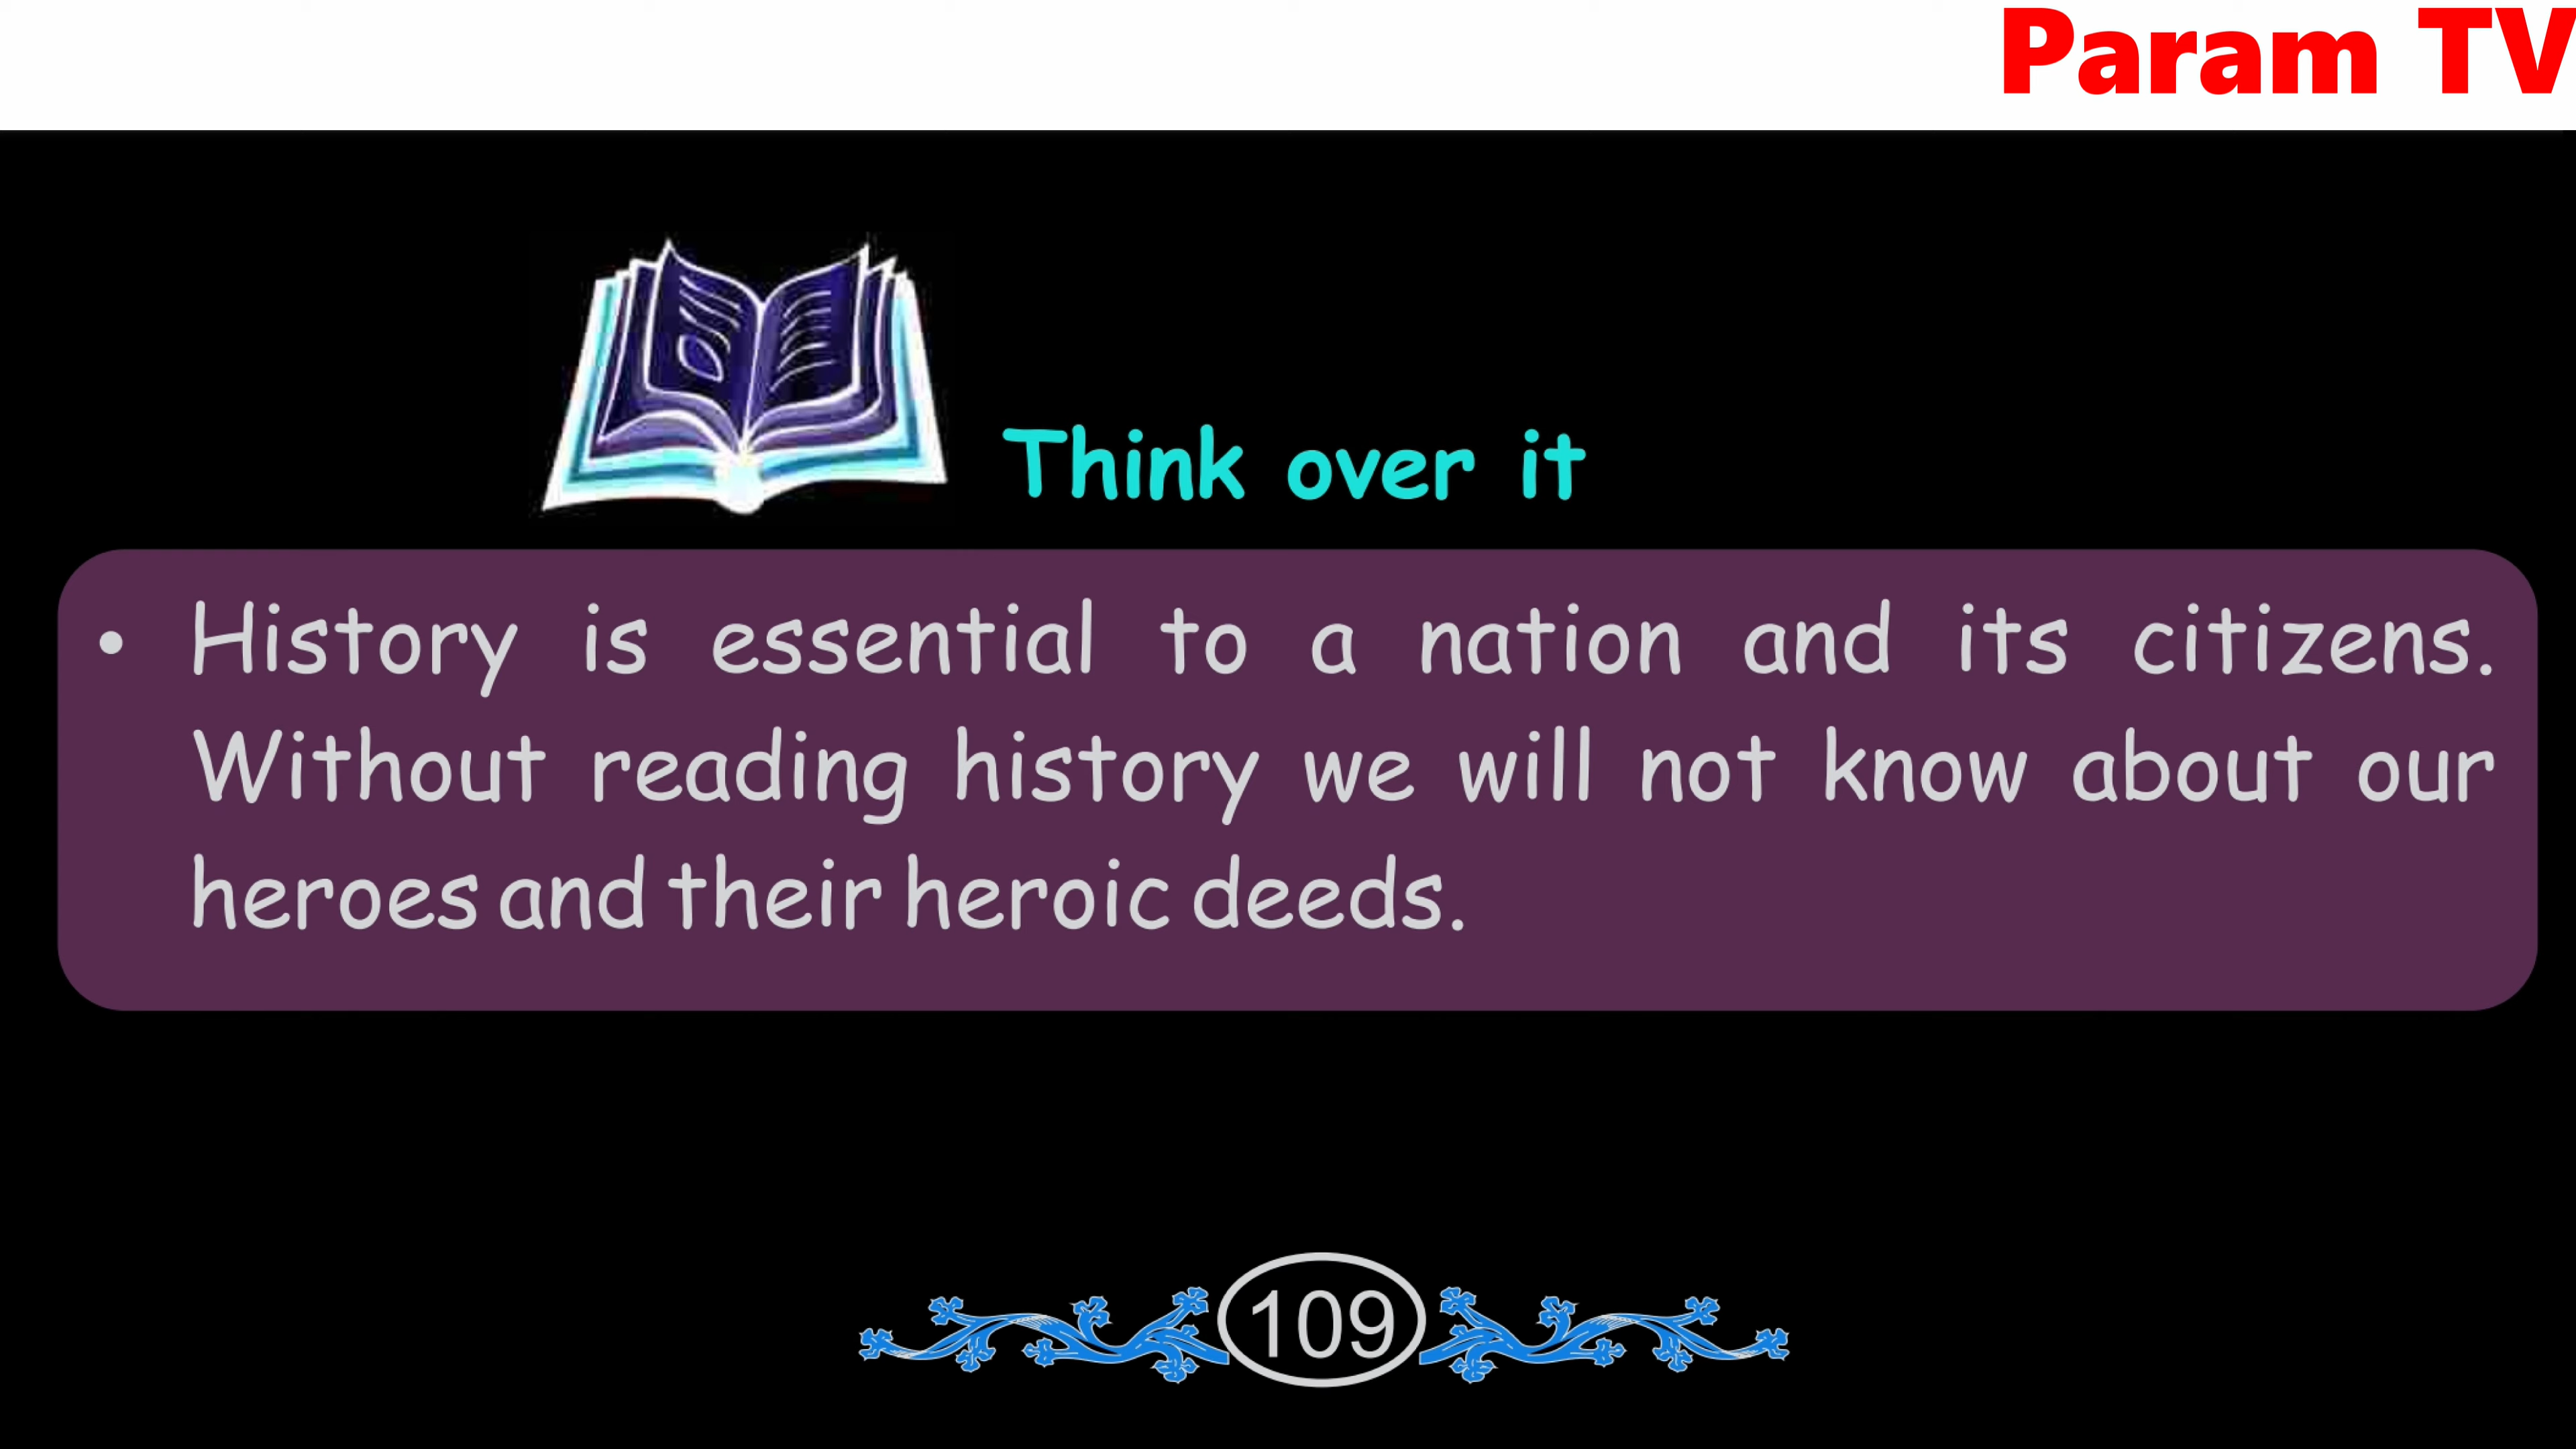 Param TV
Think over it
• History is essential to a nation and its citizens.
Without reading history we will not know about our
heroes and their heroic deeds.
109